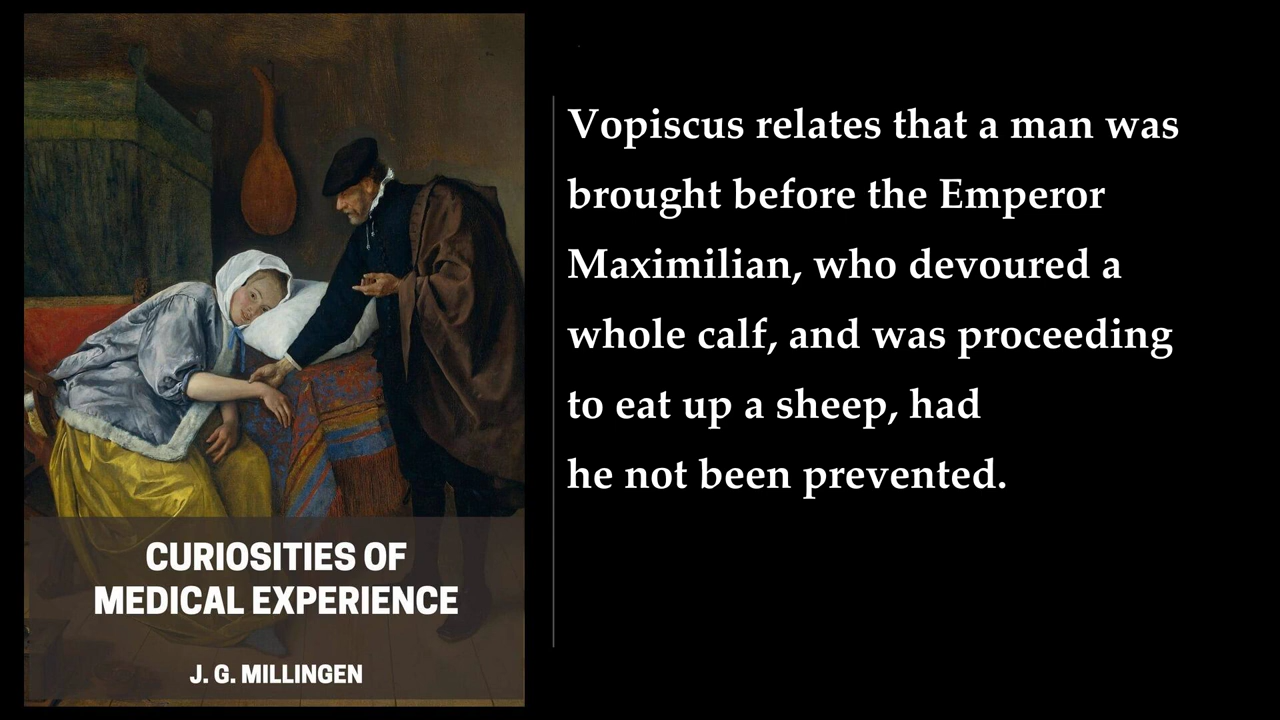 Vopiscus relates that a man was
brought before the Emperor
Maximilian, who devoured a
whole calf, and was proceeding
to eat up a sheep, had
he not been prevented.
CURIOSITIES OF
MEDICAL EXPERIENCE
J. G. MILLINGEN